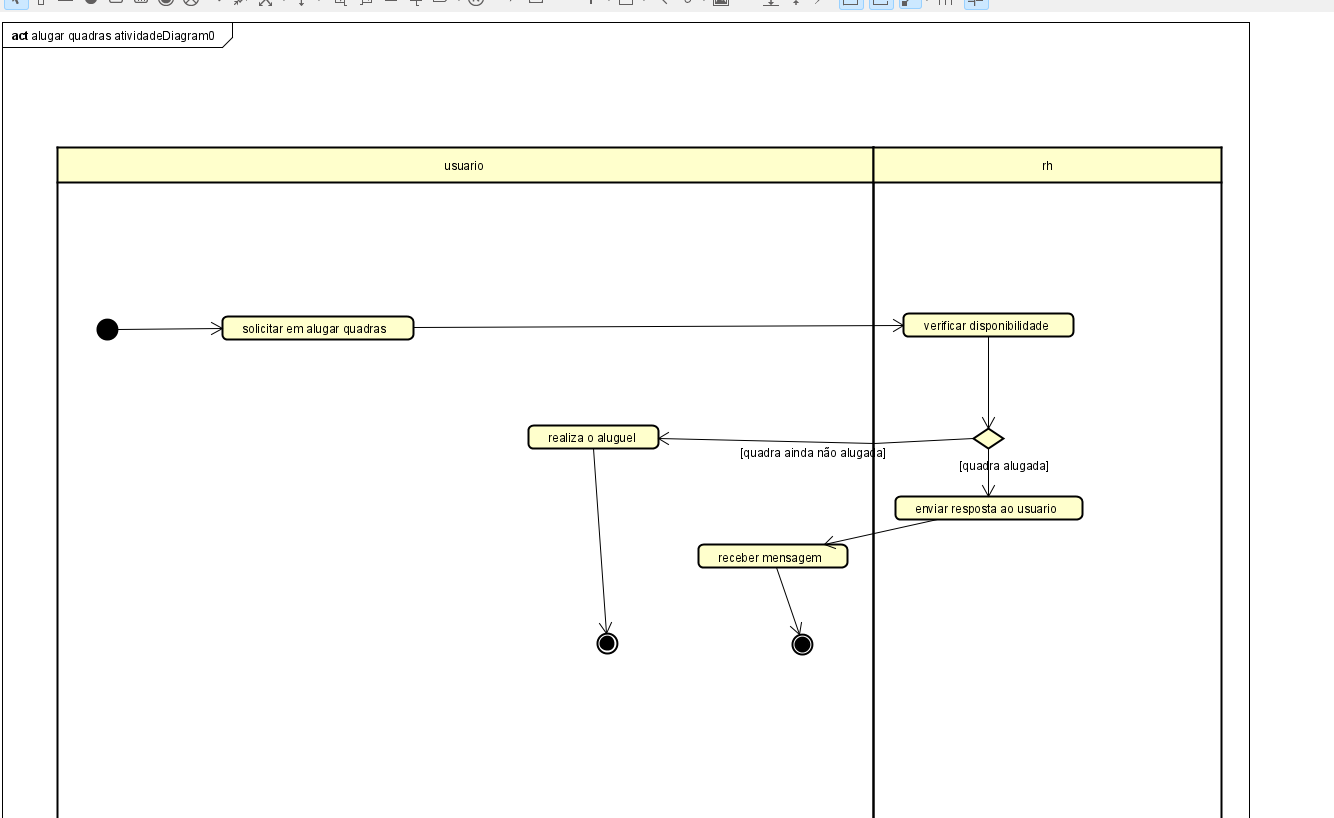 act alugar quadras atividadeDiagram0
usuario
rh
solicitar em alugar quadras
verificar disponibilidade
realiza o aluguel
[quadra ainda não alugada]
[quadra alugada]
enviar resposta ao usuario
receber mensagem